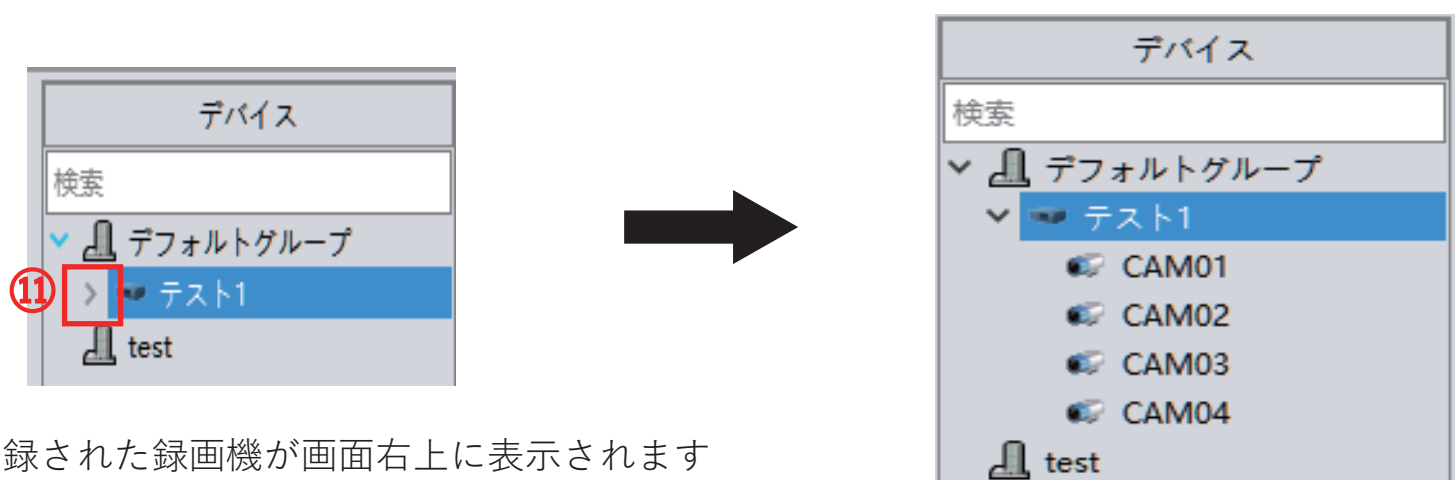 デバイス
検索
デフォルトグループ
⑪
テスト1
test
録された録画機が画面右上に表示されます
デバイス
検索
デフォルトグループ
テスト1
CAM01
CAM02
CAM03
CAM04
test